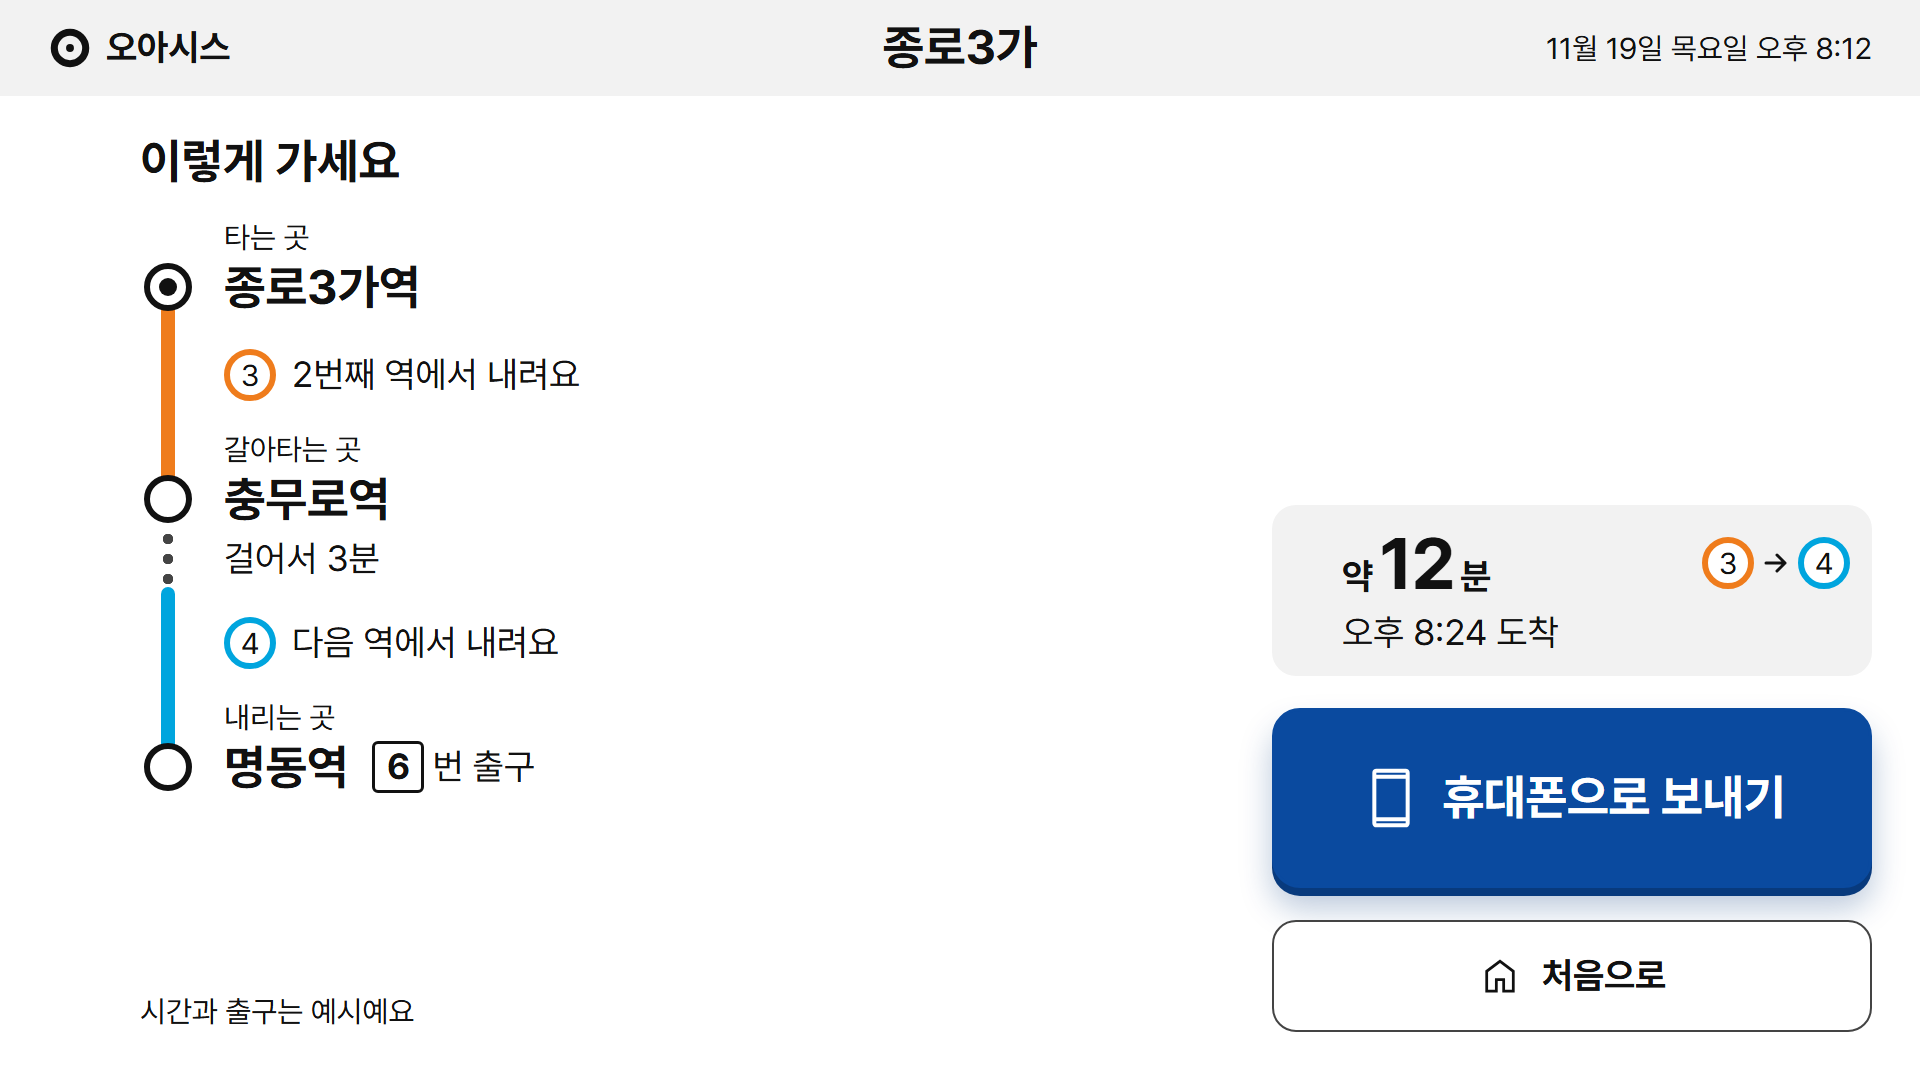 오아시스
종로3가
11월 19일 목요일 오후 8:12
이렇게 가세요
타는 곳
종로3가역
3 2번째 역에서 내려요
갈아타는 곳
충무로역
걸어서 3분
4 다음 역에서 내려요
내리는 곳
명동역 6 번 출구
시간과 출구는 예시예요
약 12 분
3 → 4
오후 8:24 도착
휴대폰으로 보내기
처음으로